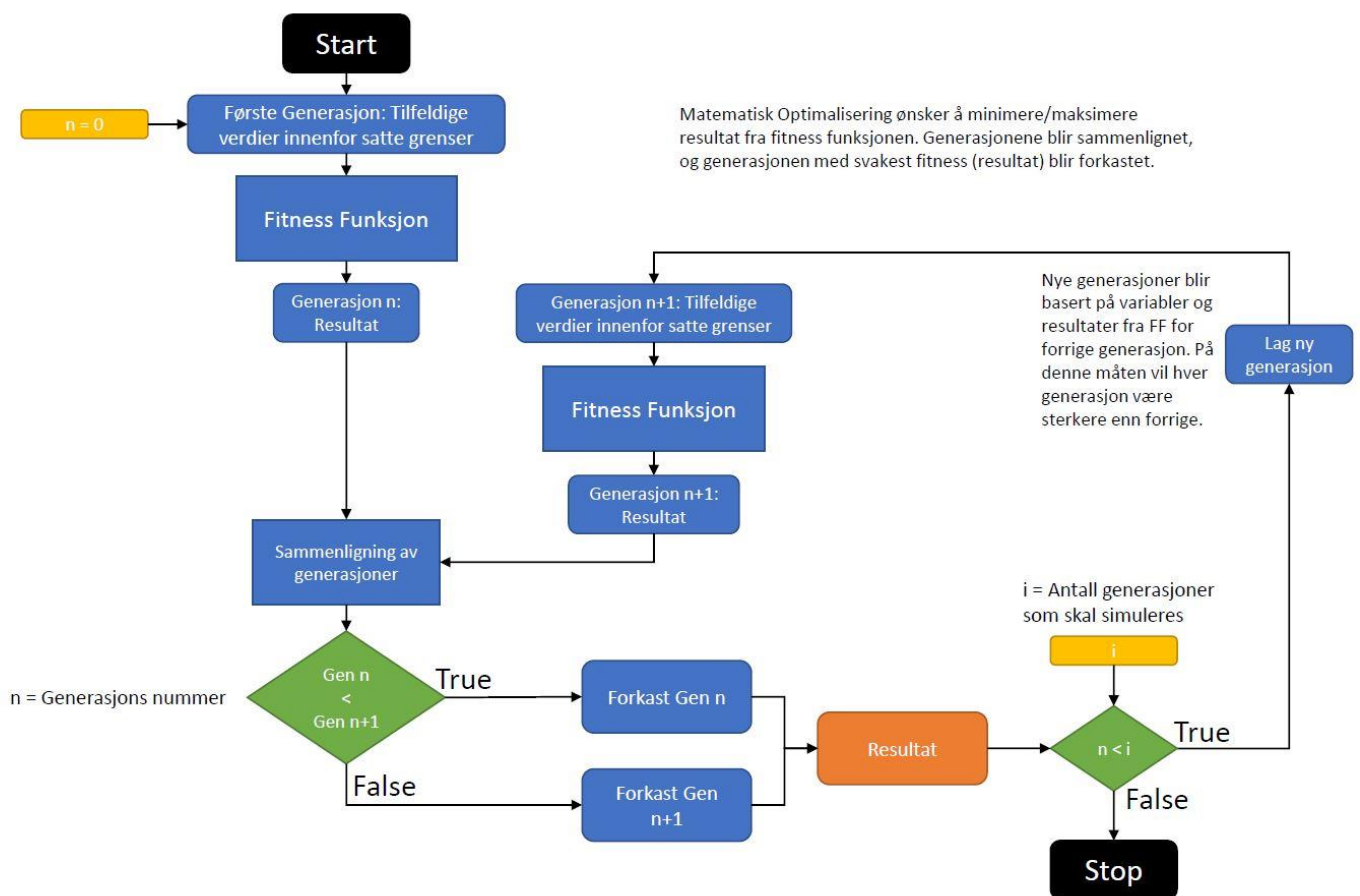 Start
n = 0
Første Generasjon: Tilfeldige
verdier innenfor satte grenser
Matematisk Optimalisering ønsker å minimere/maksimere
resultat fra fitness funksjonen. Generasjonene blir sammenlignet,
og generasjonen med svakest fitness (resultat) blir forkastet.
Fitness Funksjon
Generasjon n:
Resultat
Generasjon n+1: Tilfeldige
verdier innenfor satte grenser
Nye generasjoner blir
basert på variabler og
resultater fra FF for
forrige generasjon. På
denne måten vil hver
generasjon være
sterkere enn forrige.
Lag ny
generasjon
Fitness Funksjon
Generasjon n+1:
Resultat
Sammenligning av
generasjoner
i = Antall generasjoner
som skal simuleres
i
n = Generasjons nummer
Gen n
<
Gen n+1
True
False
Forkast Gen n
Forkast Gen
n+1
Resultat
n < i
True
False
Stop